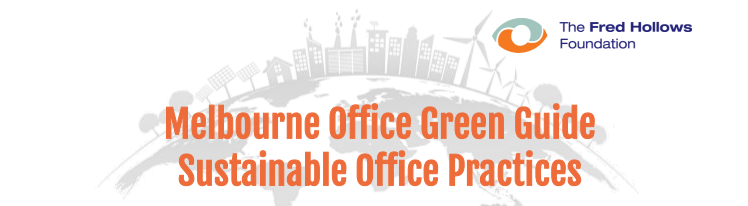 The Fred Hollows
Foundation
Melbourne Office Green Guide
Sustainable Office Practices